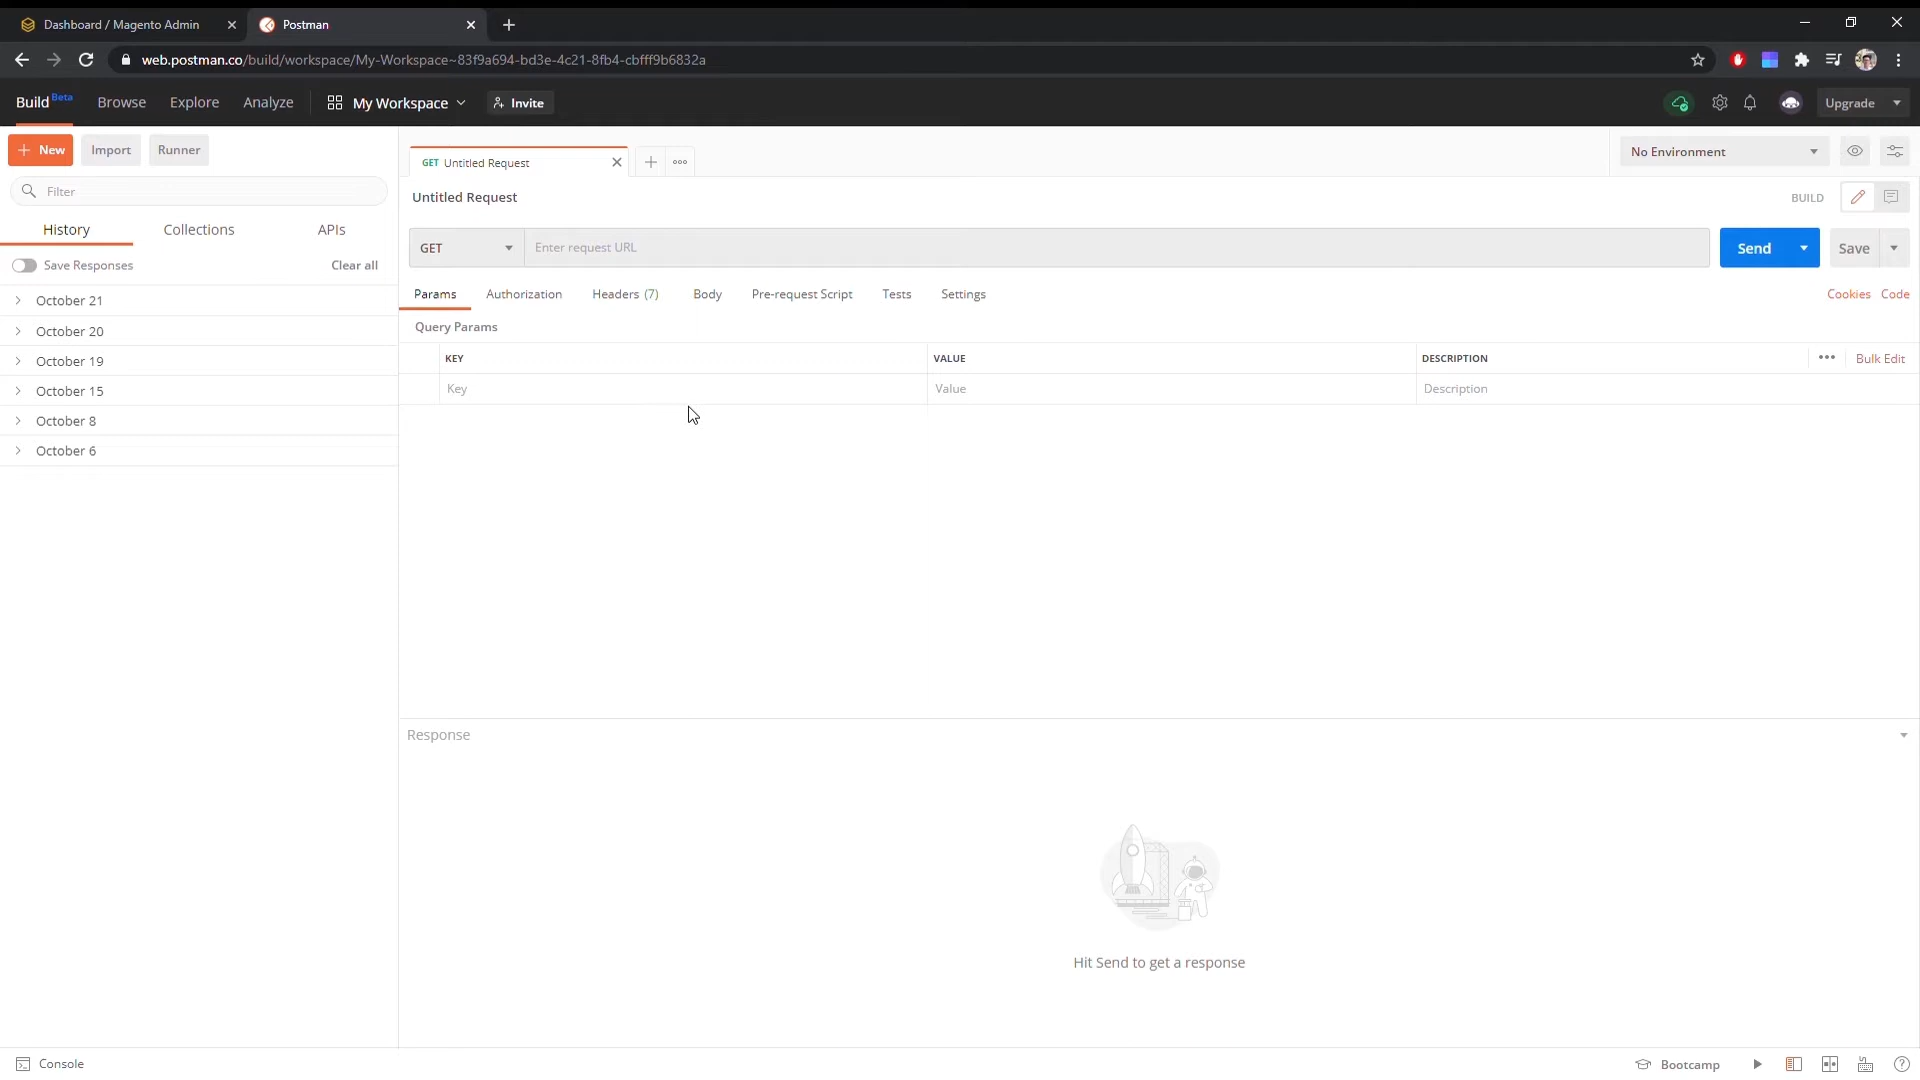 Dashboard / Magento Admin
Postman
web.postman.co/build/workspace/My-Workspace~83f9a694-bd3e-4c21-8fb4-cbfff9b6832a
Build Beta Browse Explore Analyze My Workspace Invite Upgrade
New Import Runner
GET Untitled Request
No Environment
Filter
Untitled Request
BUILD
History Collections APIs
GET Enter request URL Send Save
Save Responses Clear all
Params Authorization Headers (7) Body Pre-request Script Tests Settings Cookies Code
October 21
October 20
October 19
October 15
October 8
October 6
Query Params
KEY VALUE DESCRIPTION Bulk Edit
Key Value Description
Response
Hit Send to get a response
Console
Bootcamp